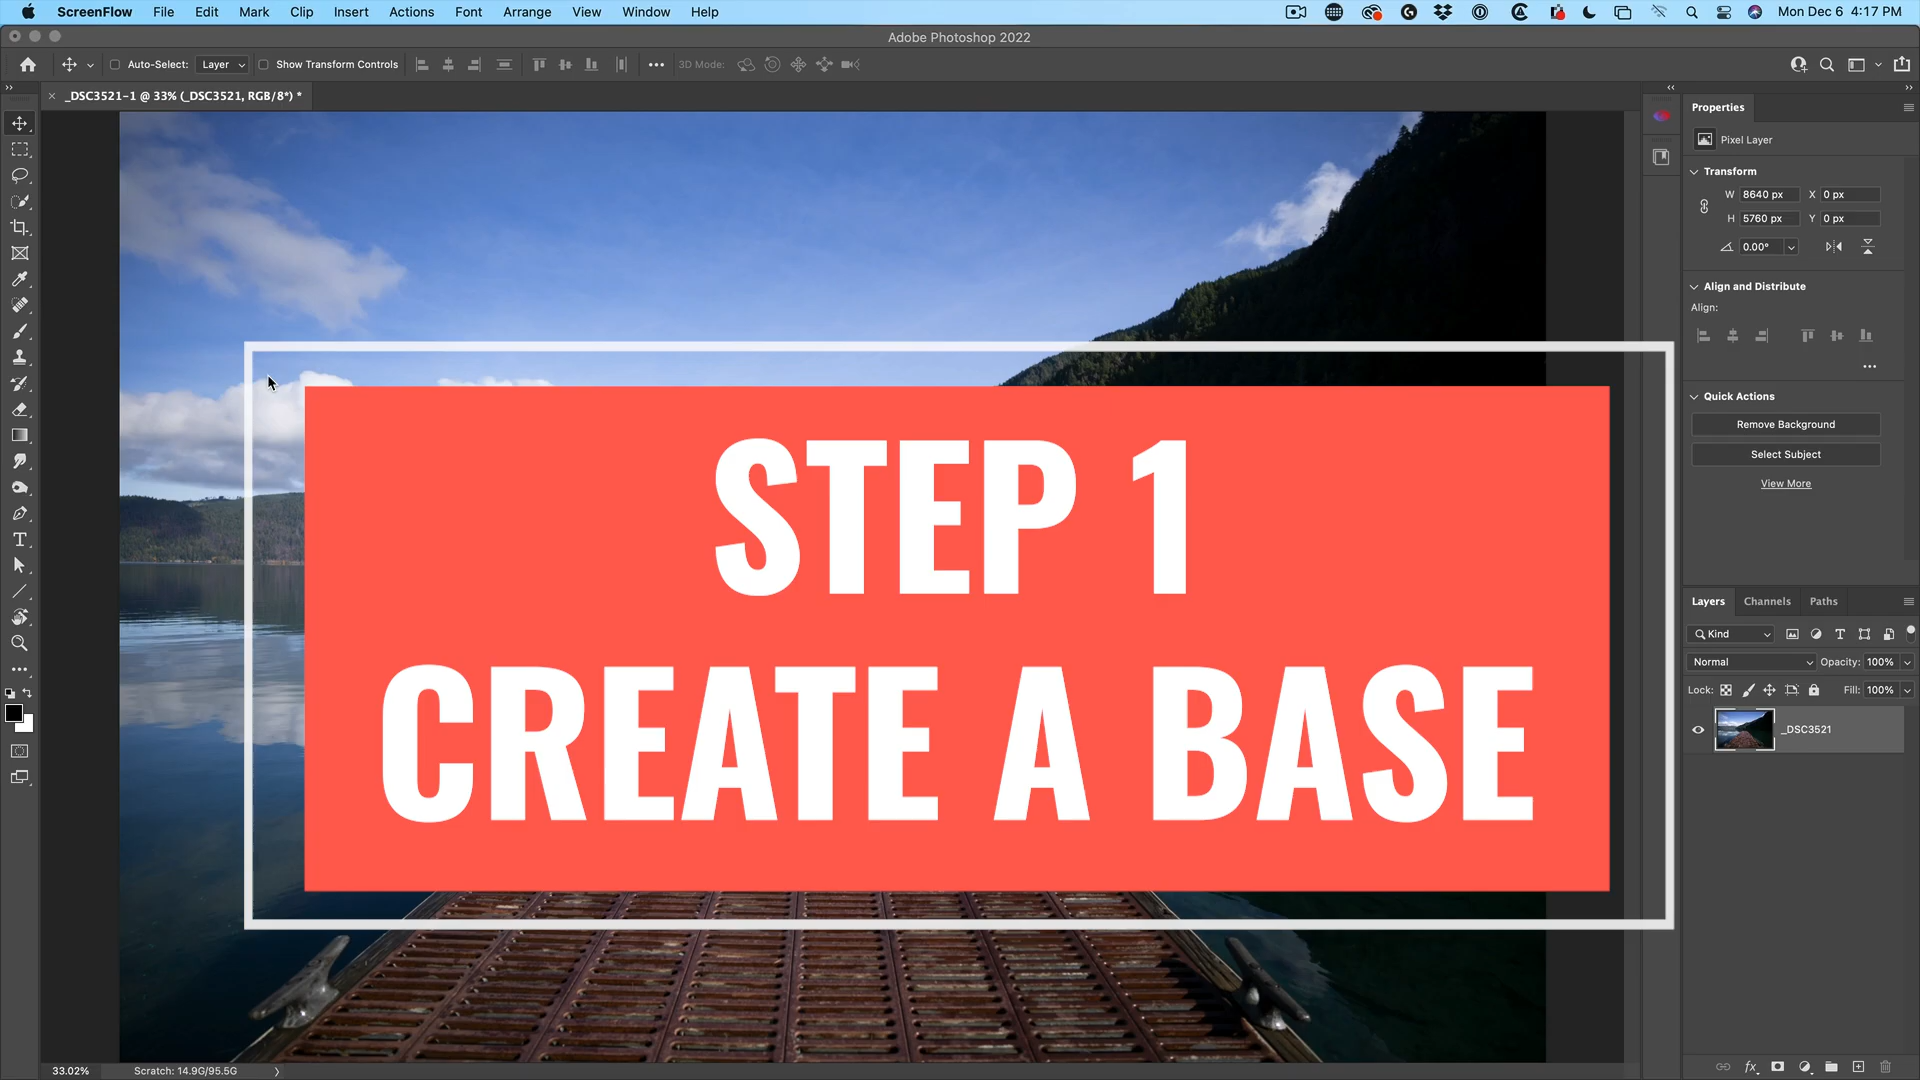 ScreenFlow File Edit Mark Clip Insert Actions Font Arrange View Window Help Mon Dec 6 4:17 PM
Adobe Photoshop 2022
Auto-Select: Layer Show Transform Controls 3D Mode:
_DSC3521-1 @ 33% (_DSC3521, RGB/8*) *
Properties
Pixel Layer
Transform
W 8640 px X 0 px
H 5760 px Y 0 px
0.00°
Align and Distribute
Align:
Quick Actions
Remove Background
Select Subject
View More
STEP 1
CREATE A BASE
Layers Channels Paths
Kind
Normal Opacity: 100%
Lock: Fill: 100%
_DSC3521
33.02% Scratch: 14.9G/95.5G
fx